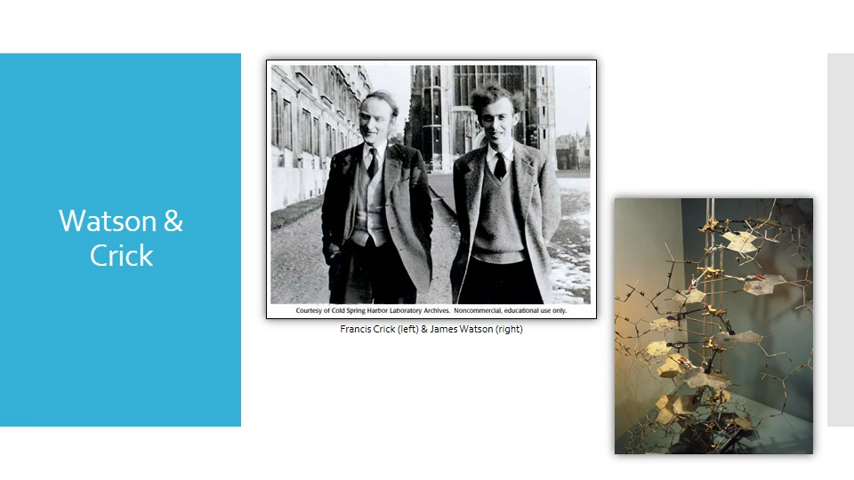 Watson &
Crick
Courtesy of Cold Spring Harbor Laboratory Archives. Noncommercial, educational use only.
Francis Crick (left) & James Watson (right)